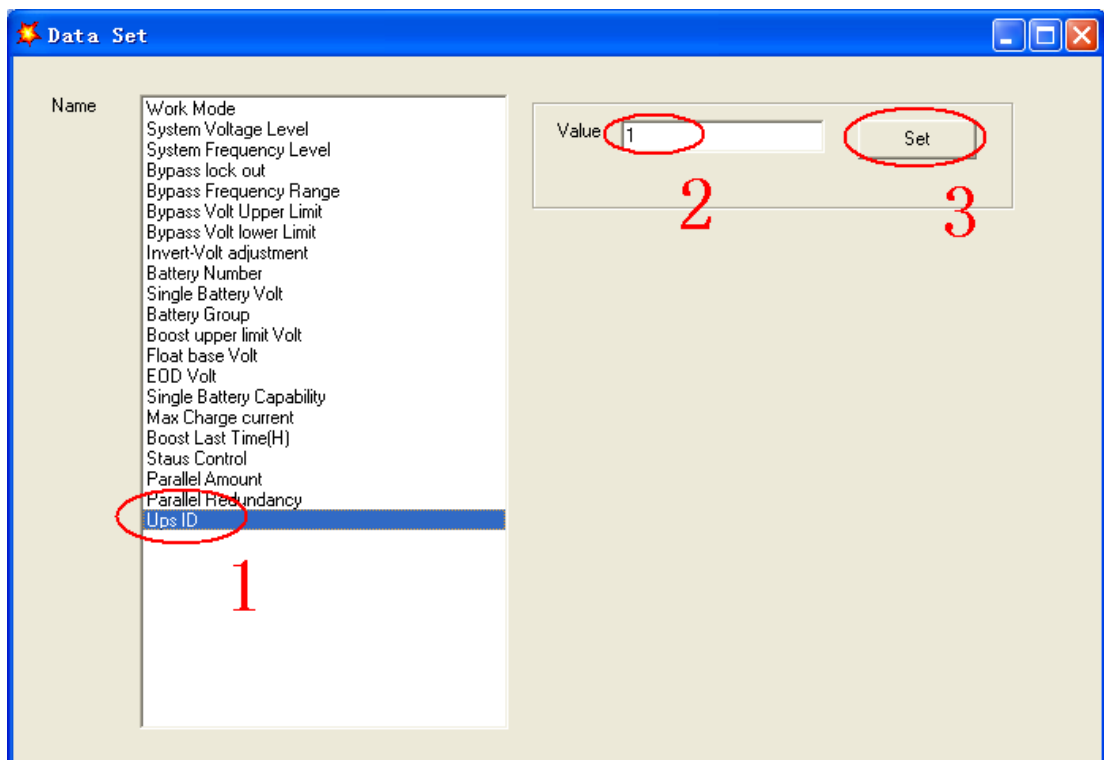 Data Set
Name
Work Mode
System Voltage Level
System Frequency Level
Bypass lock out
Bypass Frequency Range
Bypass Volt Upper Limit
Bypass Volt lower Limit
Invert-Volt adjustment
Battery Number
Single Battery Volt
Battery Group
Boost upper limit Volt
Float base Volt
EOD Volt
Single Battery Capability
Max Charge current
Boost Last Time(H)
Staus Control
Parallel Amount
Parallel Redundancy
Ups ID
1
Value 1
Set
2
3